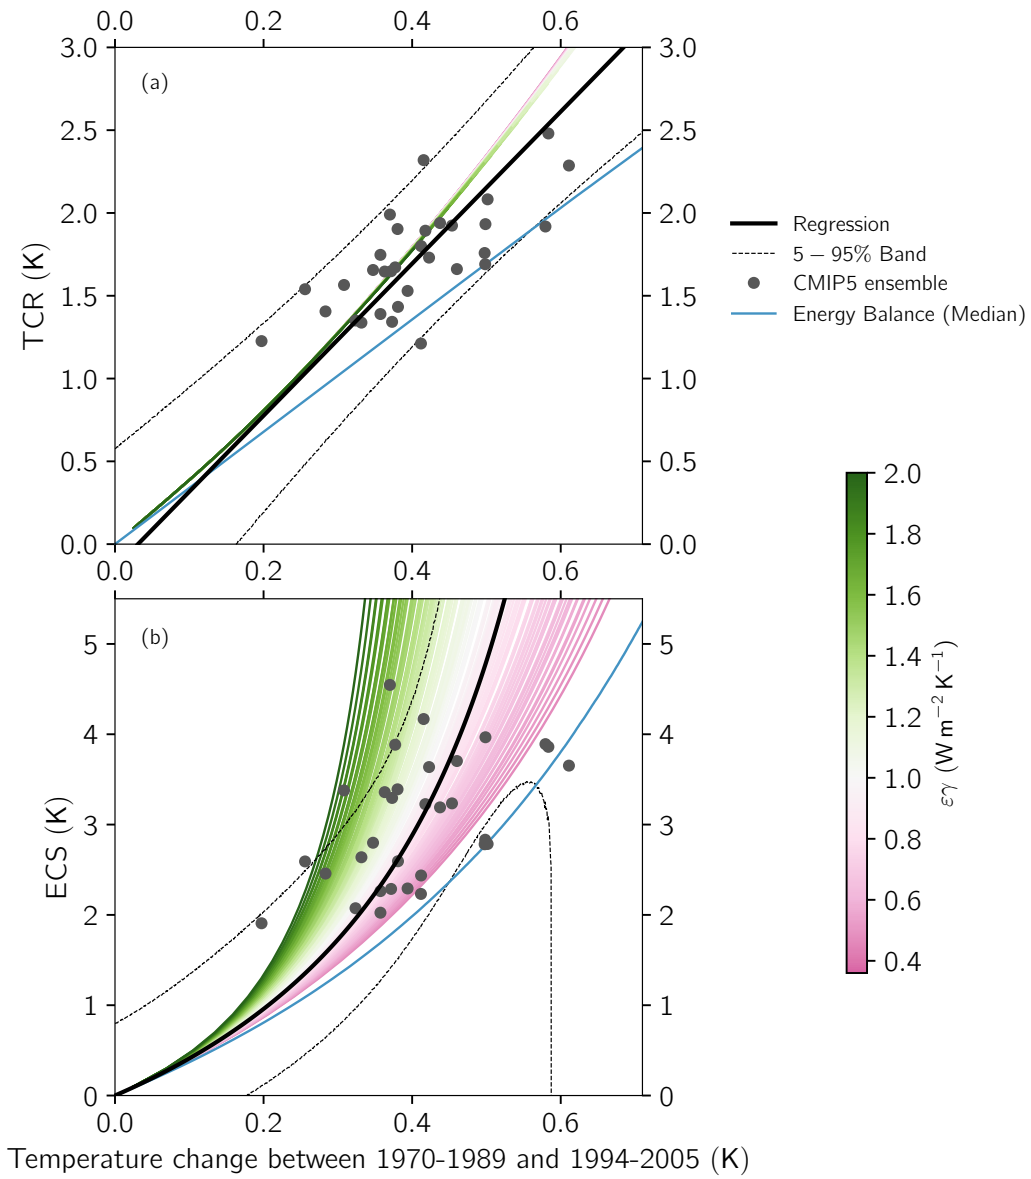 0.0 0.2 0.4 0.6
3.0 3.0
(a)
2.5 2.5
2.0 2.0
1.5 1.5
1.0 1.0
0.5 0.5
0.0 0.0
TCR (K)
0.0 0.2 0.4 0.6
Regression
5 – 95% Band
CMIP5 ensemble
Energy Balance (Median)
(b)
5 5
4 4
3 3
2 2
1 1
0 0
ECS (K)
0.0 0.2 0.4 0.6
Temperature change between 1970-1989 and 1994-2005 (K)
2.0
1.8
1.6
1.4
1.2
1.0
0.8
0.6
0.4
εγ (W m⁻² K⁻¹)